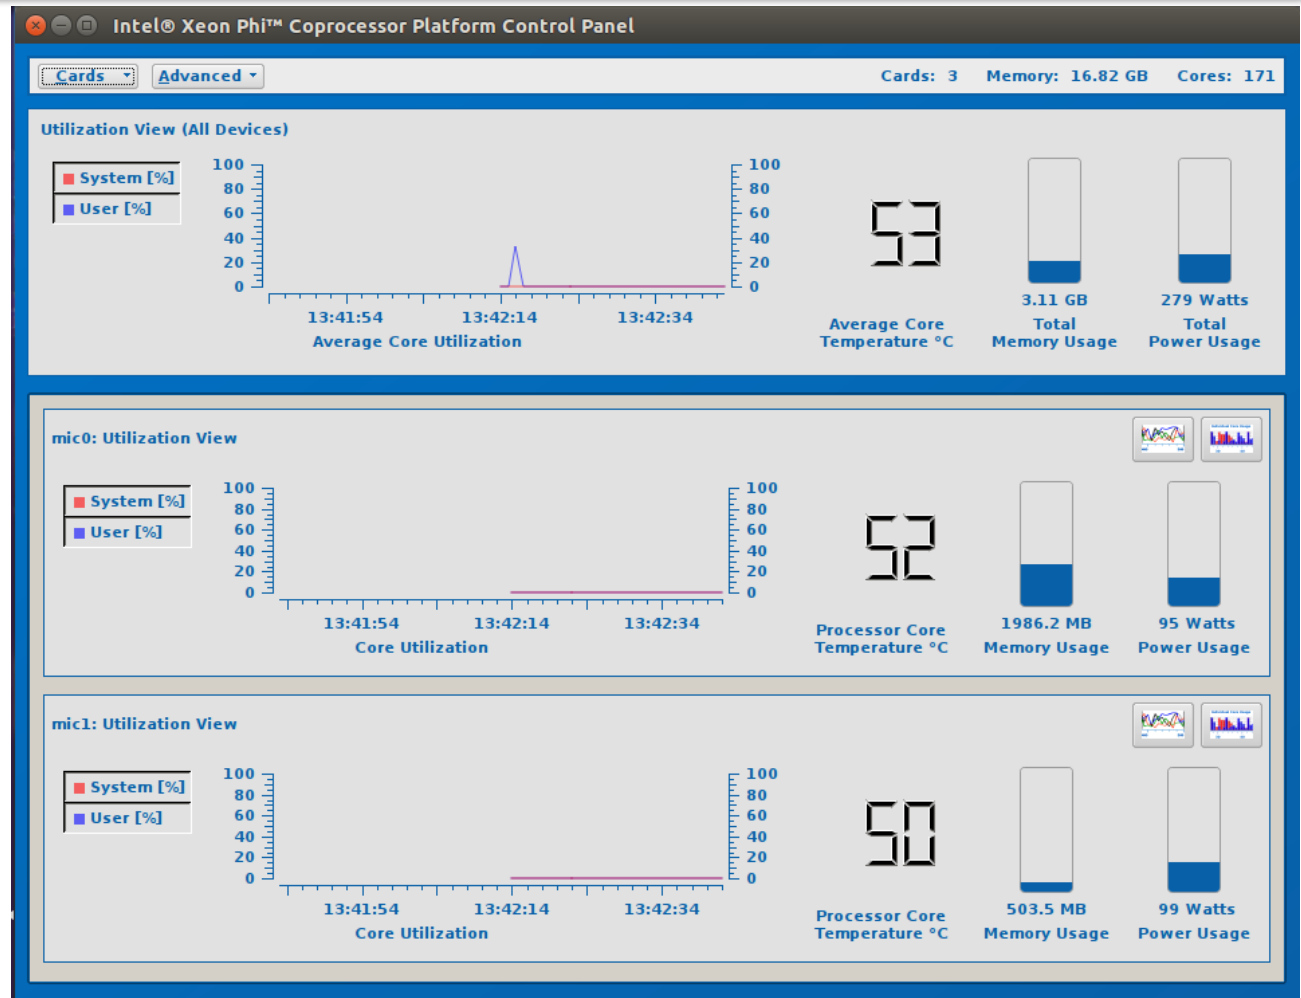 Intel® Xeon Phi™ Coprocessor Platform Control Panel
Cards Advanced Cards: 3 Memory: 16.82 GB Cores: 171
Utilization View (All Devices)
System [%]
User [%]
100
80
60
40
20
0
100
80
60
40
20
0
13:41:54 13:42:14 13:42:34
Average Core Utilization
53
Average Core
Temperature °C
3.11 GB
Total
Memory Usage
279 Watts
Total
Power Usage
mic0: Utilization View
System [%]
User [%]
100
80
60
40
20
0
100
80
60
40
20
0
13:41:54 13:42:14 13:42:34
Core Utilization
52
Processor Core
Temperature °C
1986.2 MB
Memory Usage
95 Watts
Power Usage
mic1: Utilization View
System [%]
User [%]
100
80
60
40
20
0
100
80
60
40
20
0
13:41:54 13:42:14 13:42:34
Core Utilization
50
Processor Core
Temperature °C
503.5 MB
Memory Usage
99 Watts
Power Usage